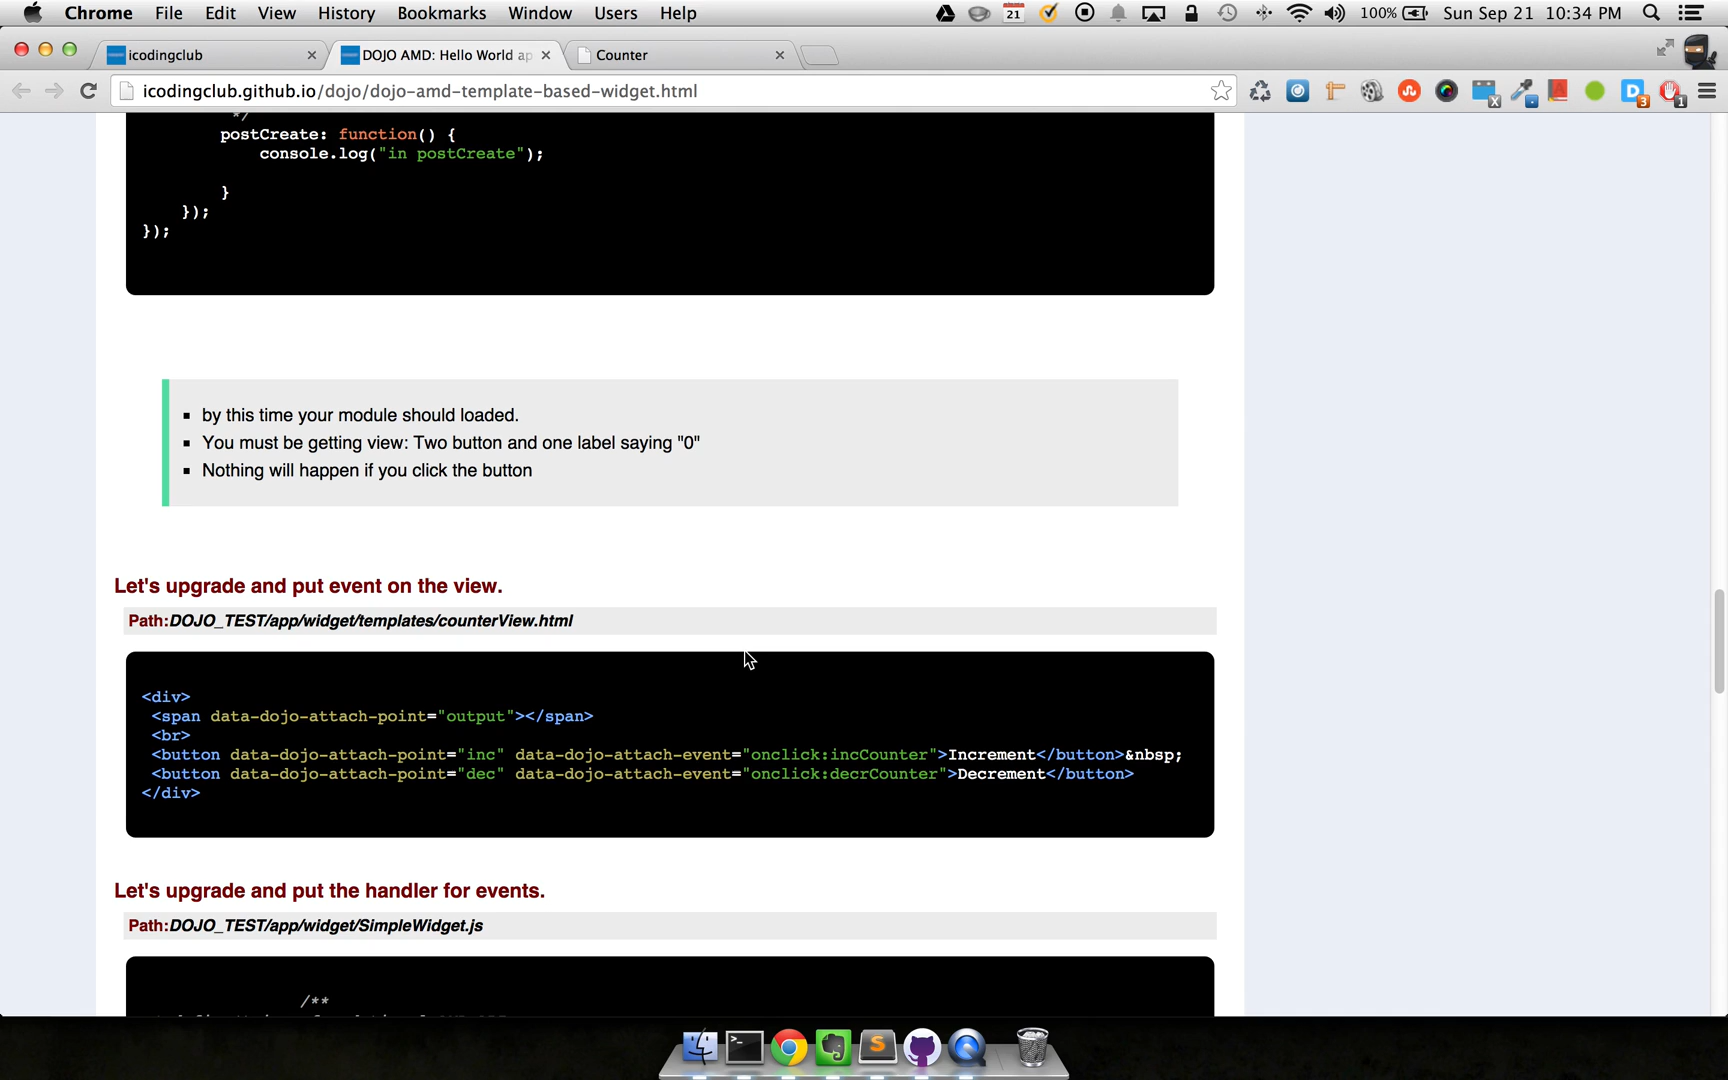 Chrome File Edit View History Bookmarks Window Users Help 21 100% Sun Sep 21 10:34 PM
icodingclub DOJO AMD: Hello World ap Counter
icodingclub.github.io/dojo/dojo-amd-template-based-widget.html
*/
postCreate: function() {
console.log("in postCreate");
}
});
});
by this time your module should loaded.
You must be getting view: Two button and one label saying "0"
Nothing will happen if you click the button
Let's upgrade and put event on the view.
Path:DOJO_TEST/app/widget/templates/counterView.html
<div>
<span data-dojo-attach-point="output"></span>
<br>
<button data-dojo-attach-point="inc" data-dojo-attach-event="onclick:incCounter">Increment</button>&nbsp;
<button data-dojo-attach-point="dec" data-dojo-attach-event="onclick:decrCounter">Decrement</button>
</div>
Let's upgrade and put the handler for events.
Path:DOJO_TEST/app/widget/SimpleWidget.js
/**